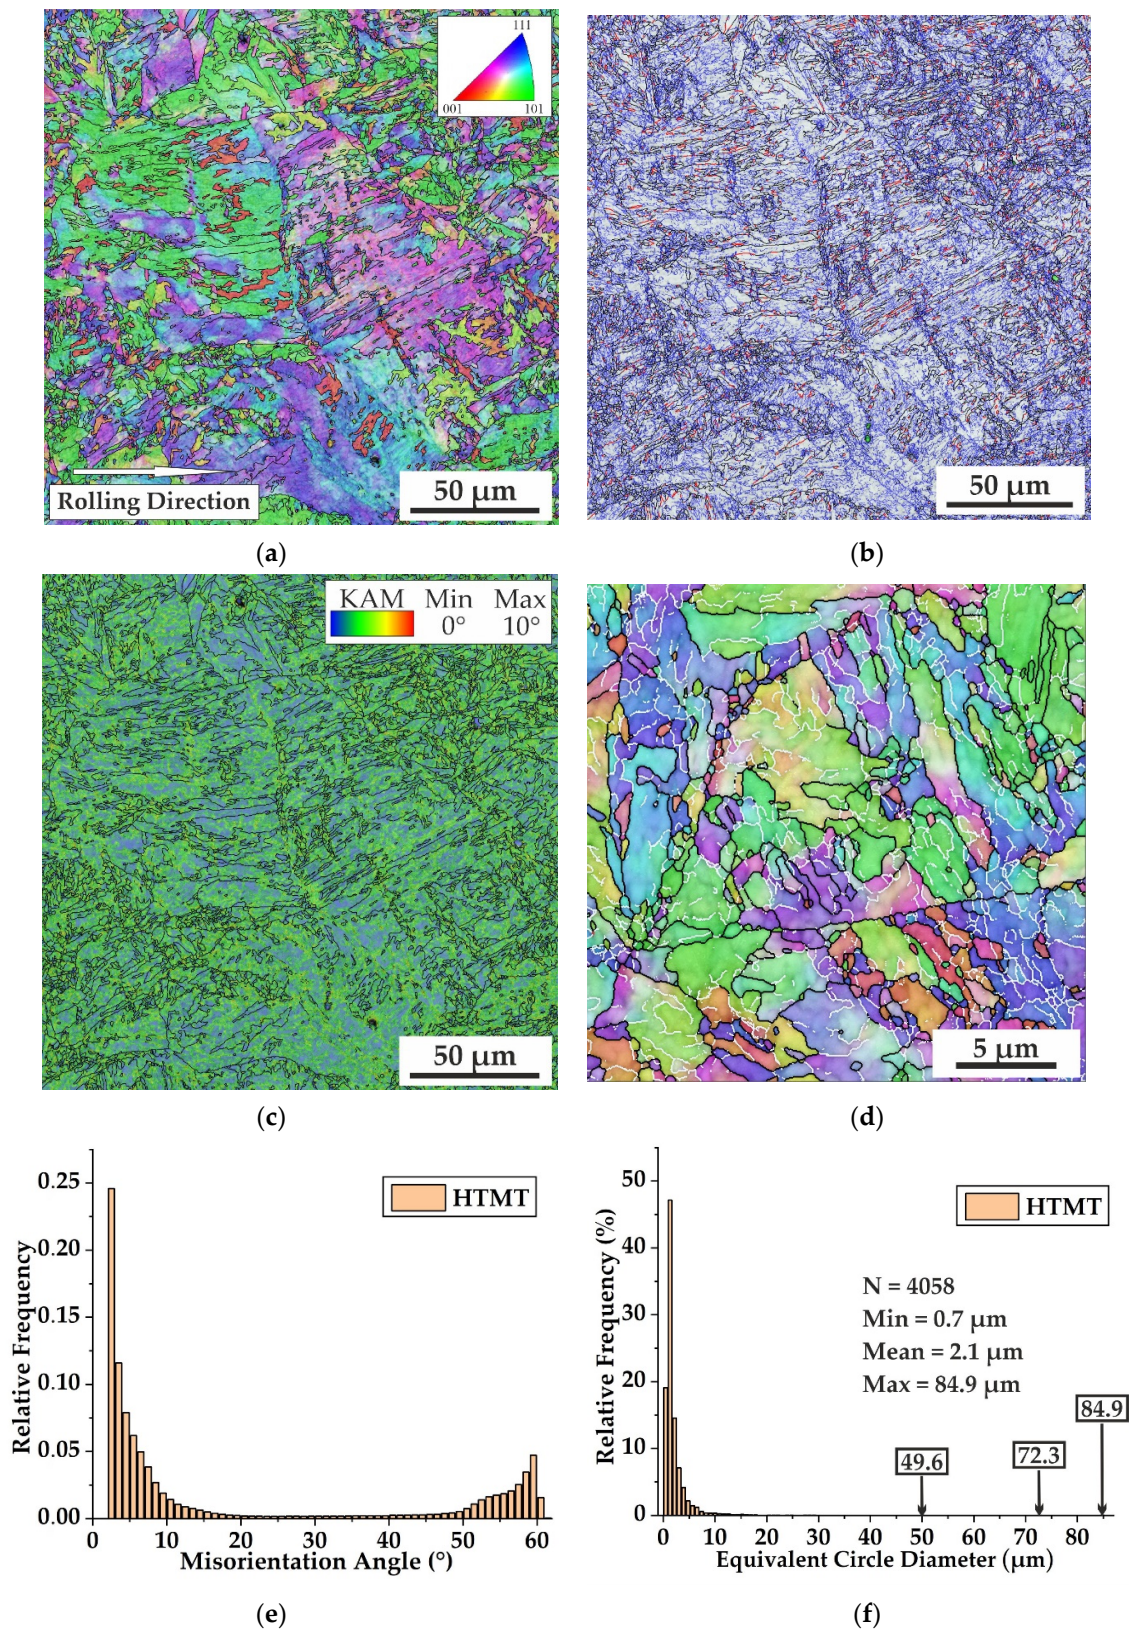 111
001
101
Rolling Direction
50 µm
(a)
50 µm
(b)
KAM Min Max
0° 10°
50 µm
(c)
5 µm
(d)
HTMT
Relative Frequency
0.25
0.20
0.15
0.10
0.05
0.00
0 10 20 30 40 50 60
Misorientation Angle (°)
(e)
HTMT
Relative Frequency (%)
50
40
30
20
10
0
N = 4058
Min = 0.7 µm
Mean = 2.1 µm
Max = 84.9 µm
49.6
72.3
84.9
0 10 20 30 40 50 60 70 80
Equivalent Circle Diameter (µm)
(f)